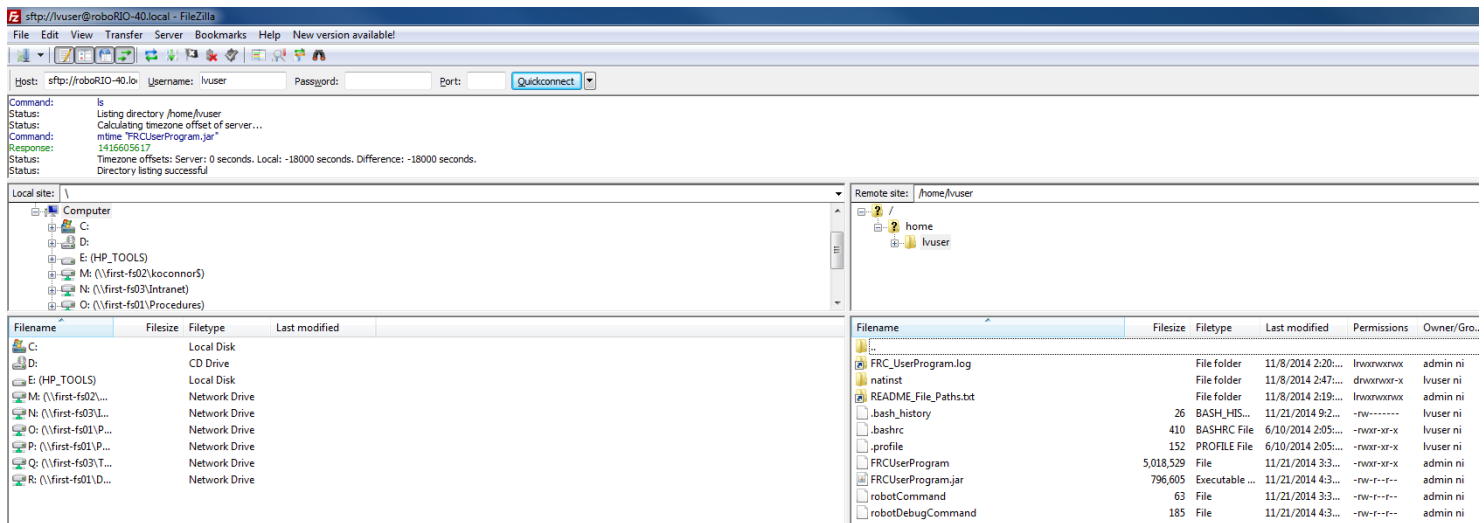 sftp://lvuser@roboRIO-40.local - FileZilla
File Edit View Transfer Server Bookmarks Help New version available!
Host: sftp://roboRIO-40.lo Username: lvuser Password: Port: Quickconnect
Command: ls
Status: Listing directory /home/lvuser
Status: Calculating timezone offset of server...
Command: mtime "FRCUserProgram.jar"
Response: 1416605617
Status: Timezone offsets: Server: 0 seconds. Local: -18000 seconds. Difference: -18000 seconds.
Status: Directory listing successful
Local site: \
Computer
C:
D:
E: (HP_TOOLS)
M: (\\first-fs02\koconnor$)
N: (\\first-fs03\Intranet)
O: (\\first-fs01\Procedures)
Filename Filesize Filetype Last modified
C: Local Disk
D: CD Drive
E: (HP_TOOLS) Local Disk
M: (\\first-fs02\... Network Drive
N: (\\first-fs03\I... Network Drive
O: (\\first-fs01\P... Network Drive
P: (\\first-fs01\P... Network Drive
Q: (\\first-fs03\T... Network Drive
R: (\\first-fs01\D... Network Drive
Remote site: /home/lvuser
/
home
lvuser
Filename Filesize Filetype Last modified Permissions Owner/Gro...
..
FRC_UserProgram.log File folder 11/8/2014 2:20:... lrwxrwxrwx admin ni
natinst File folder 11/8/2014 2:47:... drwxrwxr-x lvuser ni
README_File_Paths.txt File folder 11/8/2014 2:19:... lrwxrwxrwx admin ni
.bash_history 26 BASH_HIS... 11/21/2014 9:2... -rw------- lvuser ni
.bashrc 410 BASHRC File 6/10/2014 2:05:... -rwxr-xr-x lvuser ni
.profile 152 PROFILE File 6/10/2014 2:05:... -rwxr-xr-x lvuser ni
FRCUserProgram 5,018,529 File 11/21/2014 3:3... -rwxr-xr-x admin ni
FRCUserProgram.jar 796,605 Executable ... 11/21/2014 4:3... -rw-r--r-- admin ni
robotCommand 63 File 11/21/2014 3:3... -rw-r--r-- admin ni
robotDebugCommand 185 File 11/21/2014 4:3... -rw-r--r-- admin ni